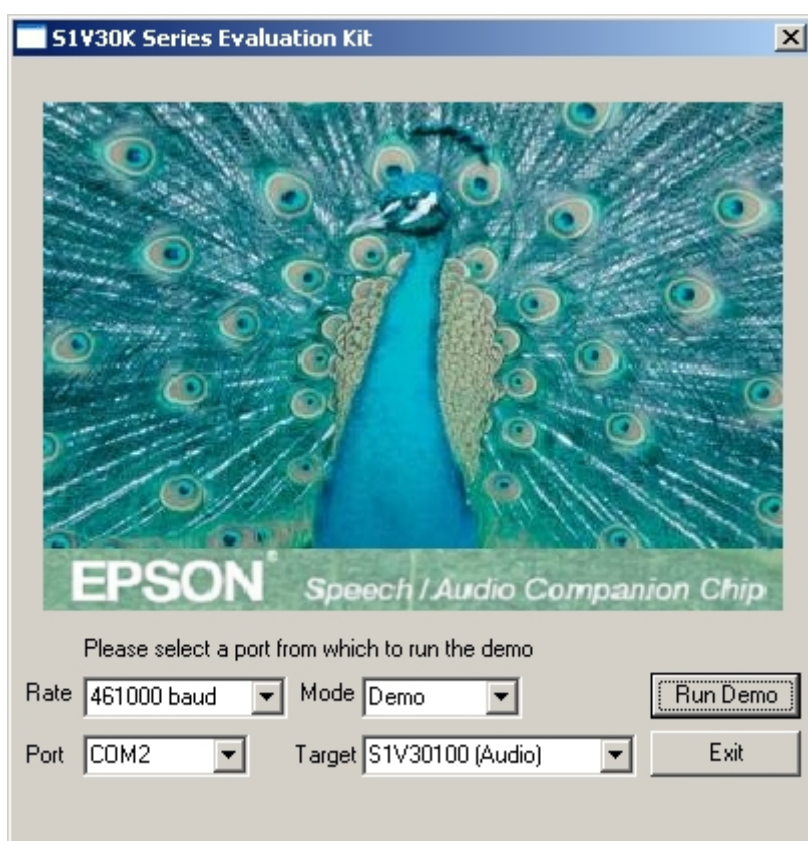 S1V30K Series Evaluation Kit
EPSON Speech / Audio Companion Chip
Please select a port from which to run the demo
Rate 461000 baud Mode Demo Run Demo
Port COM2 Target S1V30100 (Audio) Exit